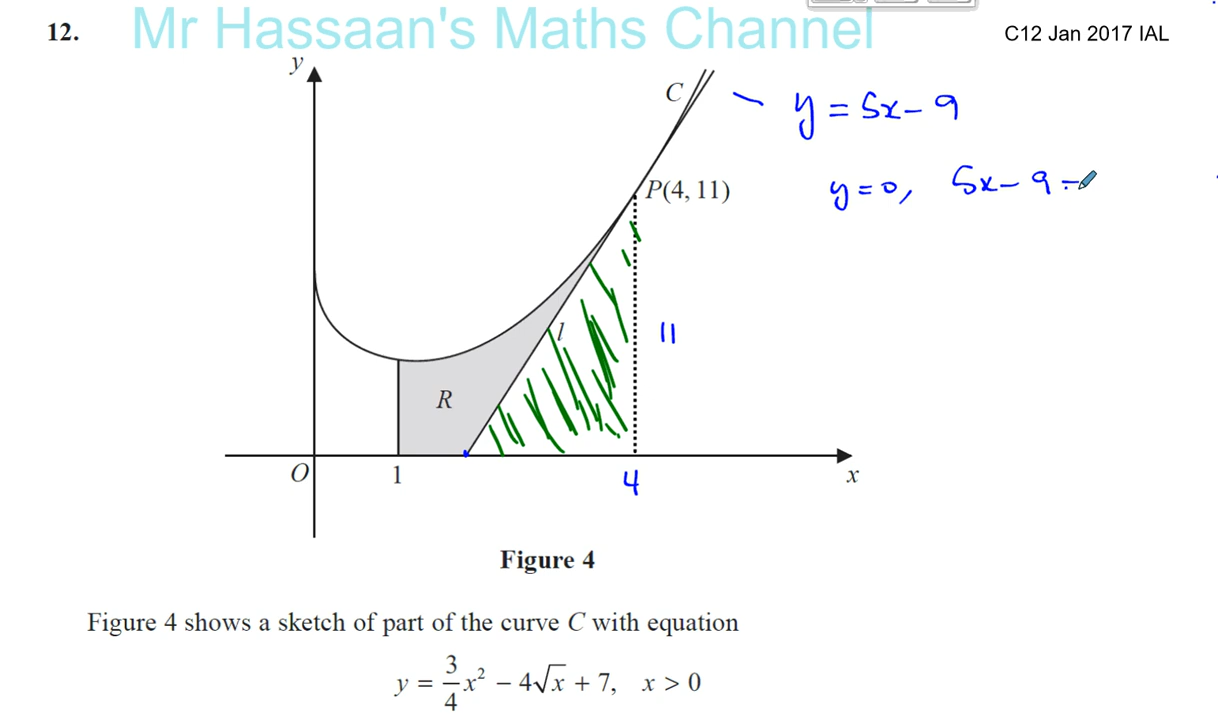 12.
Mr Hassaan's Maths Channel
C12 Jan 2017 IAL
y
C
y = 5x - 9
P(4, 11)
y = 0, 5x - 9 =
l
11
R
O
1
4
x
Figure 4
Figure 4 shows a sketch of part of the curve C with equation
y = 3/4 x² − 4√x + 7, x > 0